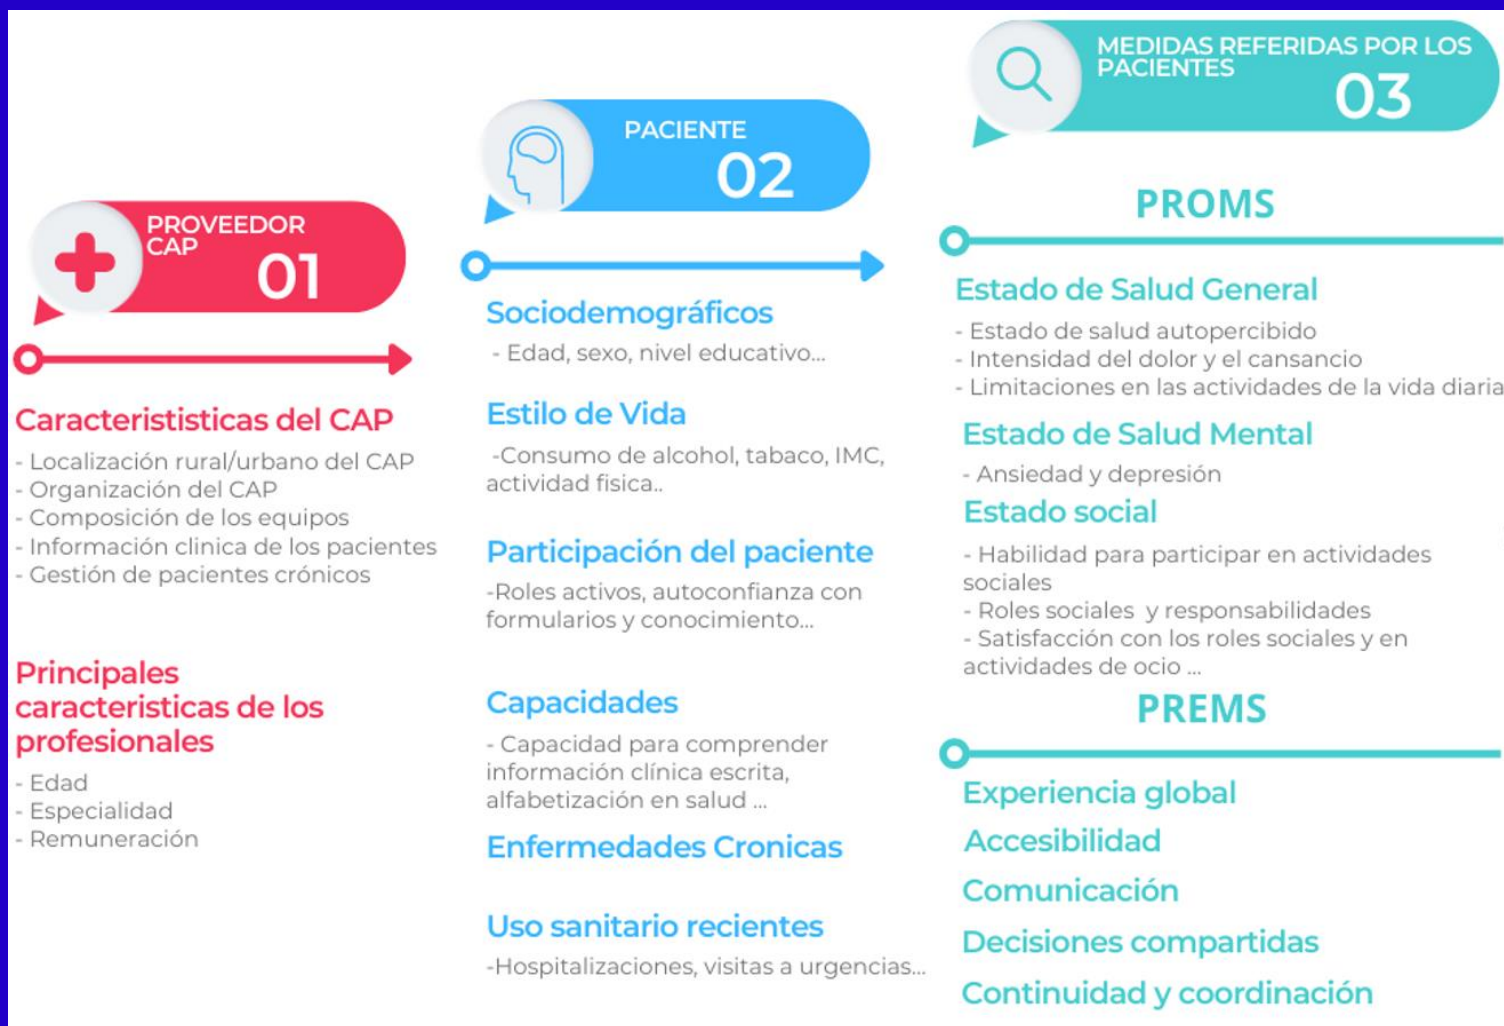 PROVEEDOR
CAP
01
Caracterististicas del CAP
- Localización rural/urbano del CAP
- Organización del CAP
- Composición de los equipos
- Información clinica de los pacientes
- Gestión de pacientes crónicos
Principales
caracteristicas de los
profesionales
- Edad
- Especialidad
- Remuneración
PACIENTE
02
Sociodemográficos
- Edad, sexo, nivel educativo...
Estilo de Vida
-Consumo de alcohol, tabaco, IMC,
actividad fisica..
Participación del paciente
-Roles activos, autoconfianza con
formularios y conocimiento...
Capacidades
- Capacidad para comprender
información clínica escrita,
alfabetización en salud ...
Enfermedades Cronicas
Uso sanitario recientes
-Hospitalizaciones, visitas a urgencias...
MEDIDAS REFERIDAS POR LOS
PACIENTES
03
PROMS
Estado de Salud General
- Estado de salud autopercibido
- Intensidad del dolor y el cansancio
- Limitaciones en las actividades de la vida diaria
Estado de Salud Mental
- Ansiedad y depresión
Estado social
- Habilidad para participar en actividades
sociales
- Roles sociales y responsabilidades
- Satisfacción con los roles sociales y en
actividades de ocio ...
PREMS
Experiencia global
Accesibilidad
Comunicación
Decisiones compartidas
Continuidad y coordinación